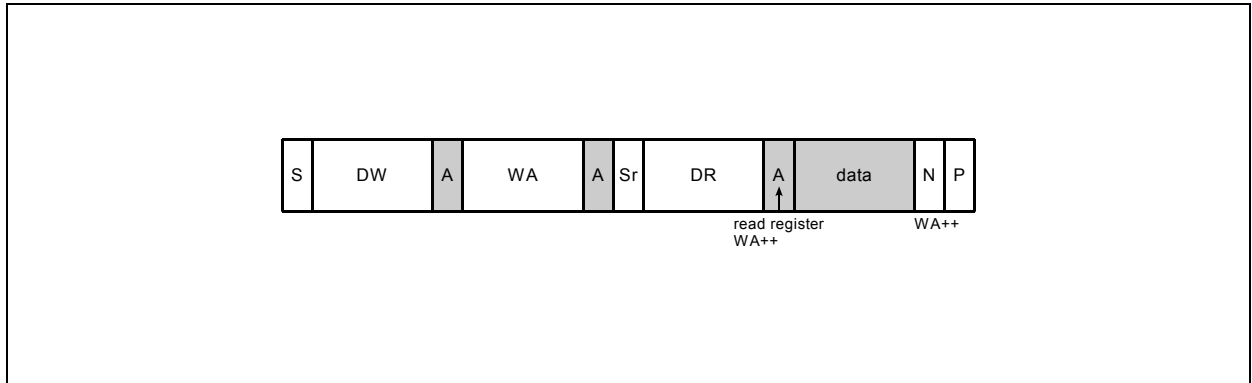 S DW A WA A Sr DR A data N P
read register WA++
WA++